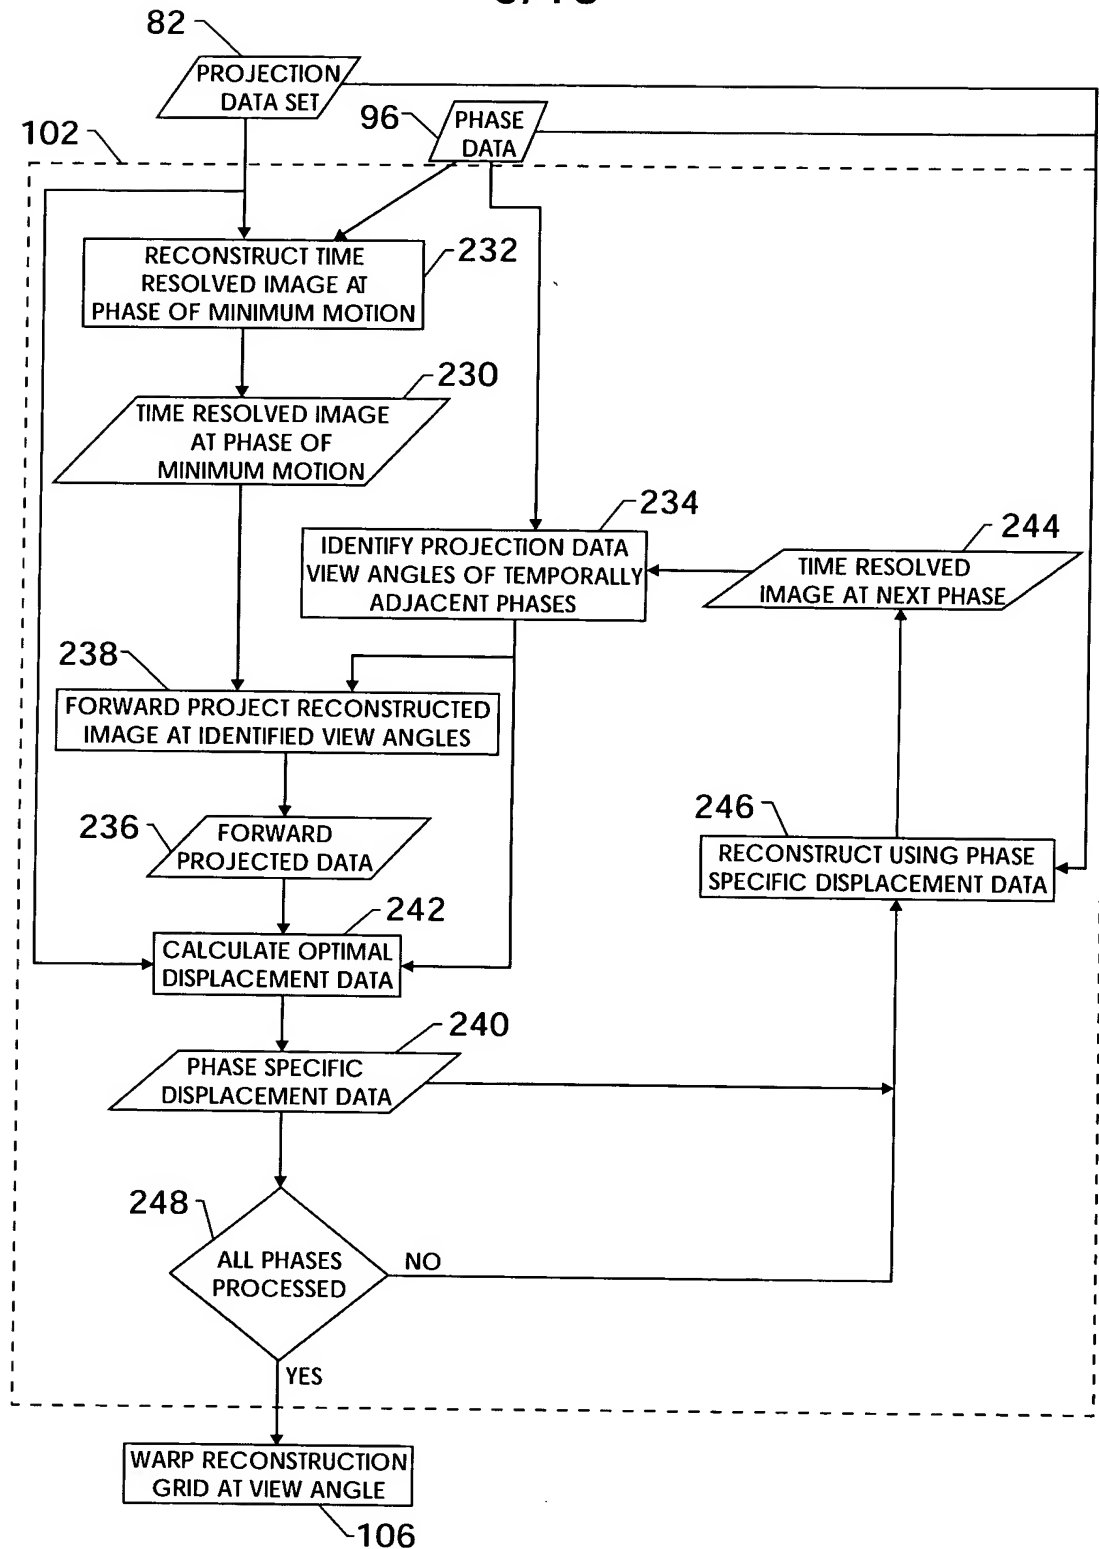 82
PROJECTION
DATA SET
96
PHASE
DATA
102
RECONSTRUCT TIME
RESOLVED IMAGE AT
PHASE OF MINIMUM MOTION
232
230
TIME RESOLVED IMAGE
AT PHASE OF
MINIMUM MOTION
234
IDENTIFY PROJECTION DATA
VIEW ANGLES OF TEMPORALLY
ADJACENT PHASES
244
TIME RESOLVED
IMAGE AT NEXT PHASE
238
FORWARD PROJECT RECONSTRUCTED
IMAGE AT IDENTIFIED VIEW ANGLES
236
FORWARD
PROJECTED DATA
246
RECONSTRUCT USING PHASE
SPECIFIC DISPLACEMENT DATA
242
CALCULATE OPTIMAL
DISPLACEMENT DATA
240
PHASE SPECIFIC
DISPLACEMENT DATA
248
ALL PHASES
PROCESSED
NO
YES
WARP RECONSTRUCTION
GRID AT VIEW ANGLE
106